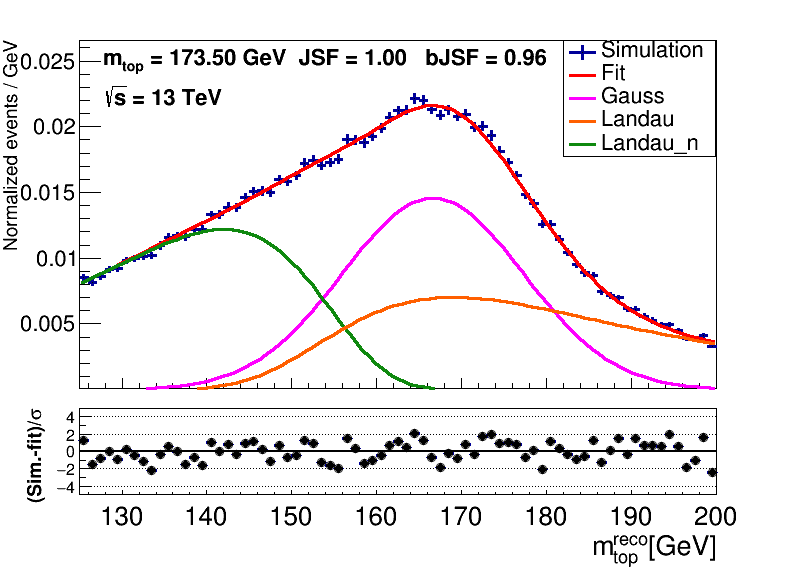 m_top = 173.50 GeV JSF = 1.00 bJSF = 0.96
√s = 13 TeV
Simulation
Fit
Gauss
Landau
Landau_n
Normalized events / GeV
0.025
0.02
0.015
0.01
0.005
(Sim.-fit)/σ
4
2
0
−2
−4
130 140 150 160 170 180 190 200
m_top^reco[GeV]